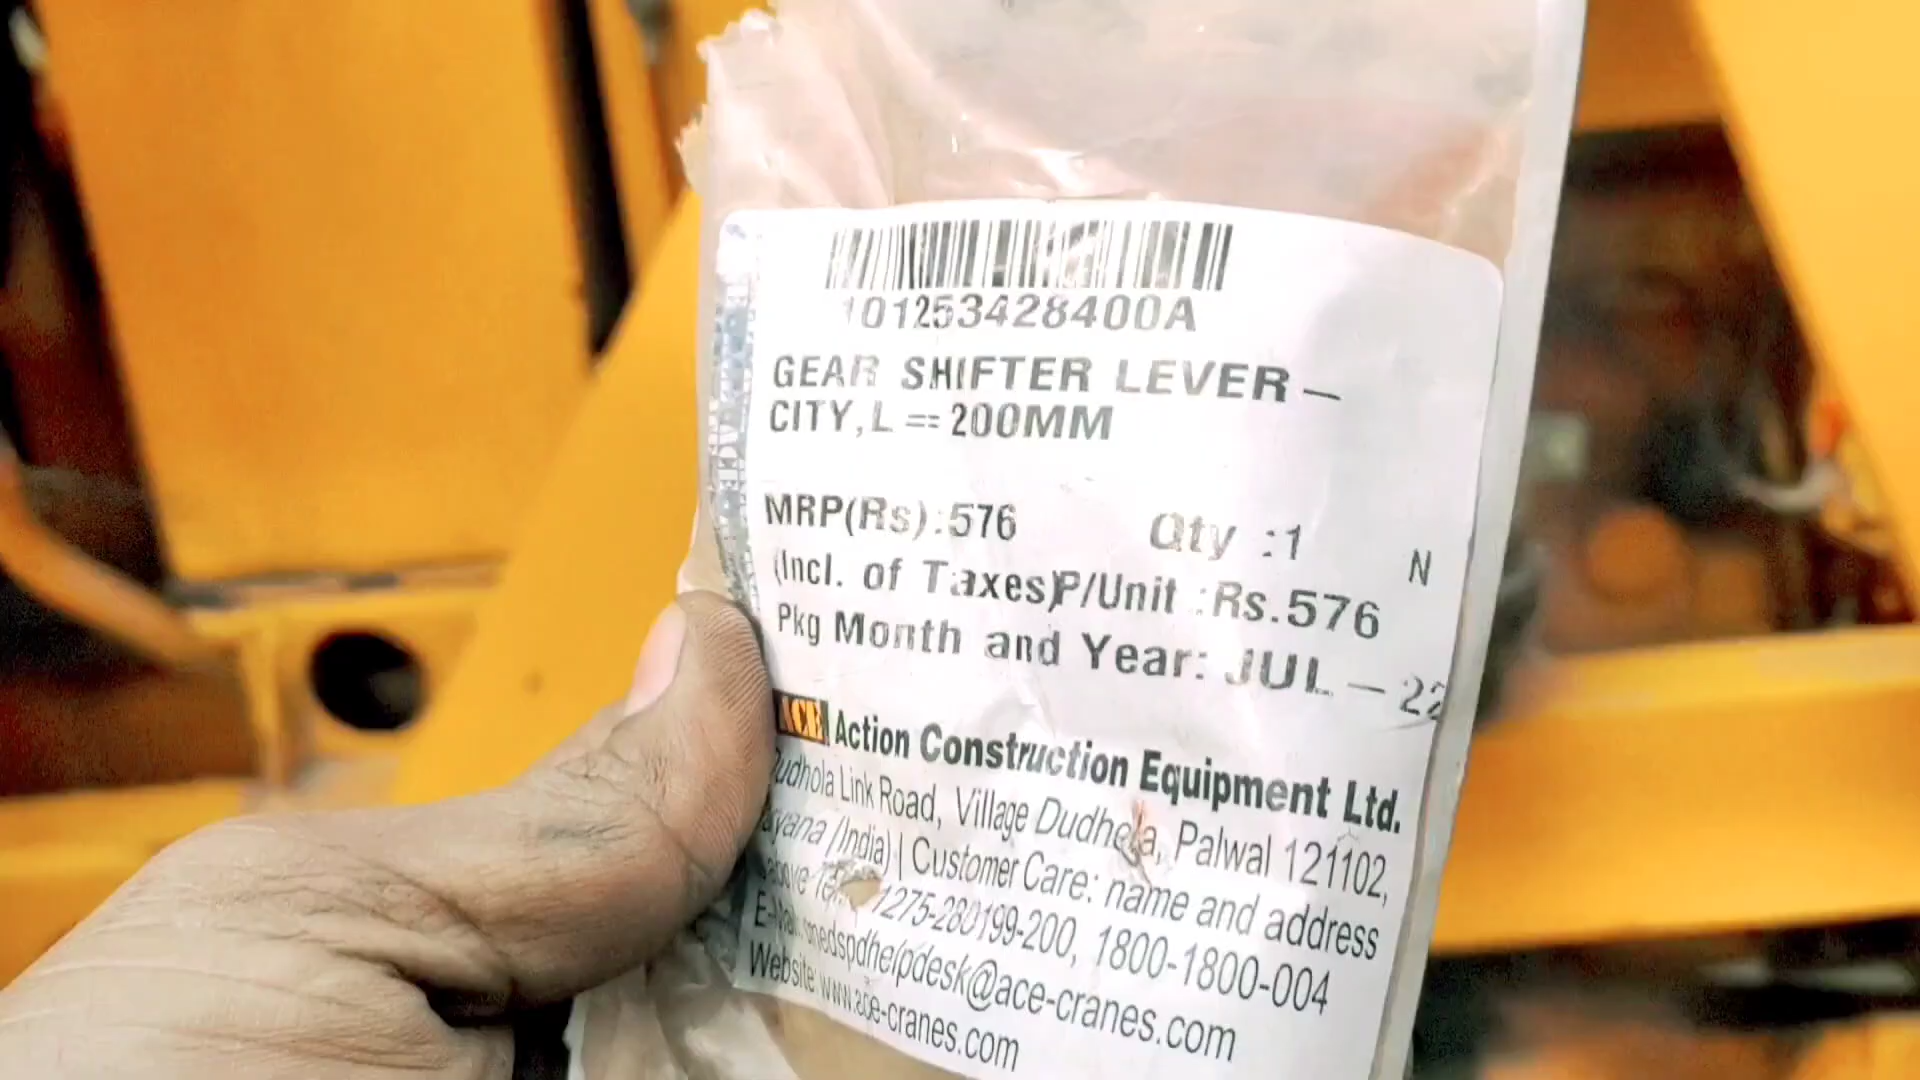 101253428400A
GEAR SHIFTER LEVER-
CITY,L == 200MM
MRP(Rs):576 Qty :1 N
(Incl. of Taxes)P/Unit :Rs.576
Pkg Month and Year: JUL-22
ACE Action Construction Equipment Ltd.
Dudhola Link Road, Village Dudhola, Palwal 121102,
(India) | Customer Care: name and address
above 1275-280199-200, 1800-1800-004
helpdesk@ace-cranes.com
Website www.ace-cranes.com